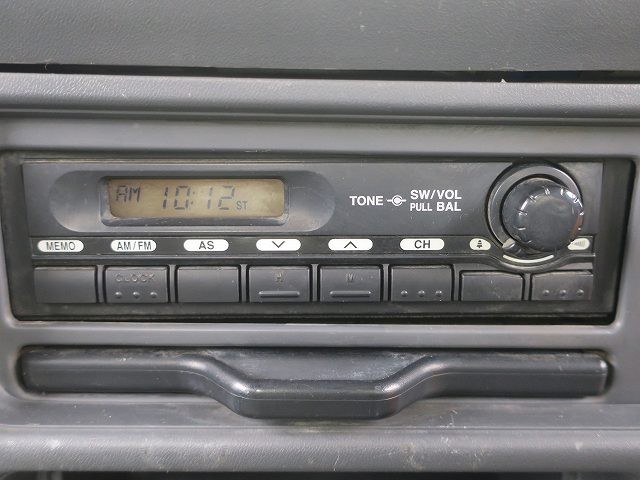 AM 10:12 ST
TONE SW/VOL
PULL BAL
MEMO AM/FM AS CH
CLOCK